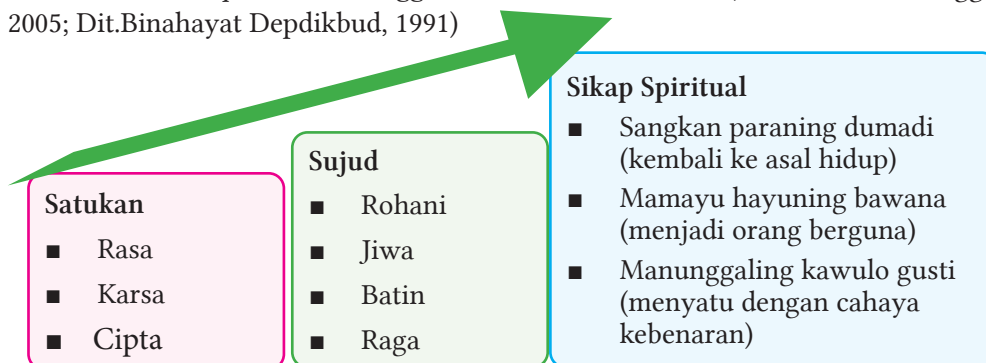 2005; Dit.Binahayat Depdikbud, 1991)
Satukan
■ Rasa
■ Karsa
■ Cipta
Sujud
■ Rohani
■ Jiwa
■ Batin
■ Raga
Sikap Spiritual
■ Sangkan paraning dumadi
(kembali ke asal hidup)
■ Mamayu hayuning bawana
(menjadi orang berguna)
■ Manunggaling kawulo gusti
(menyatu dengan cahaya
kebenaran)